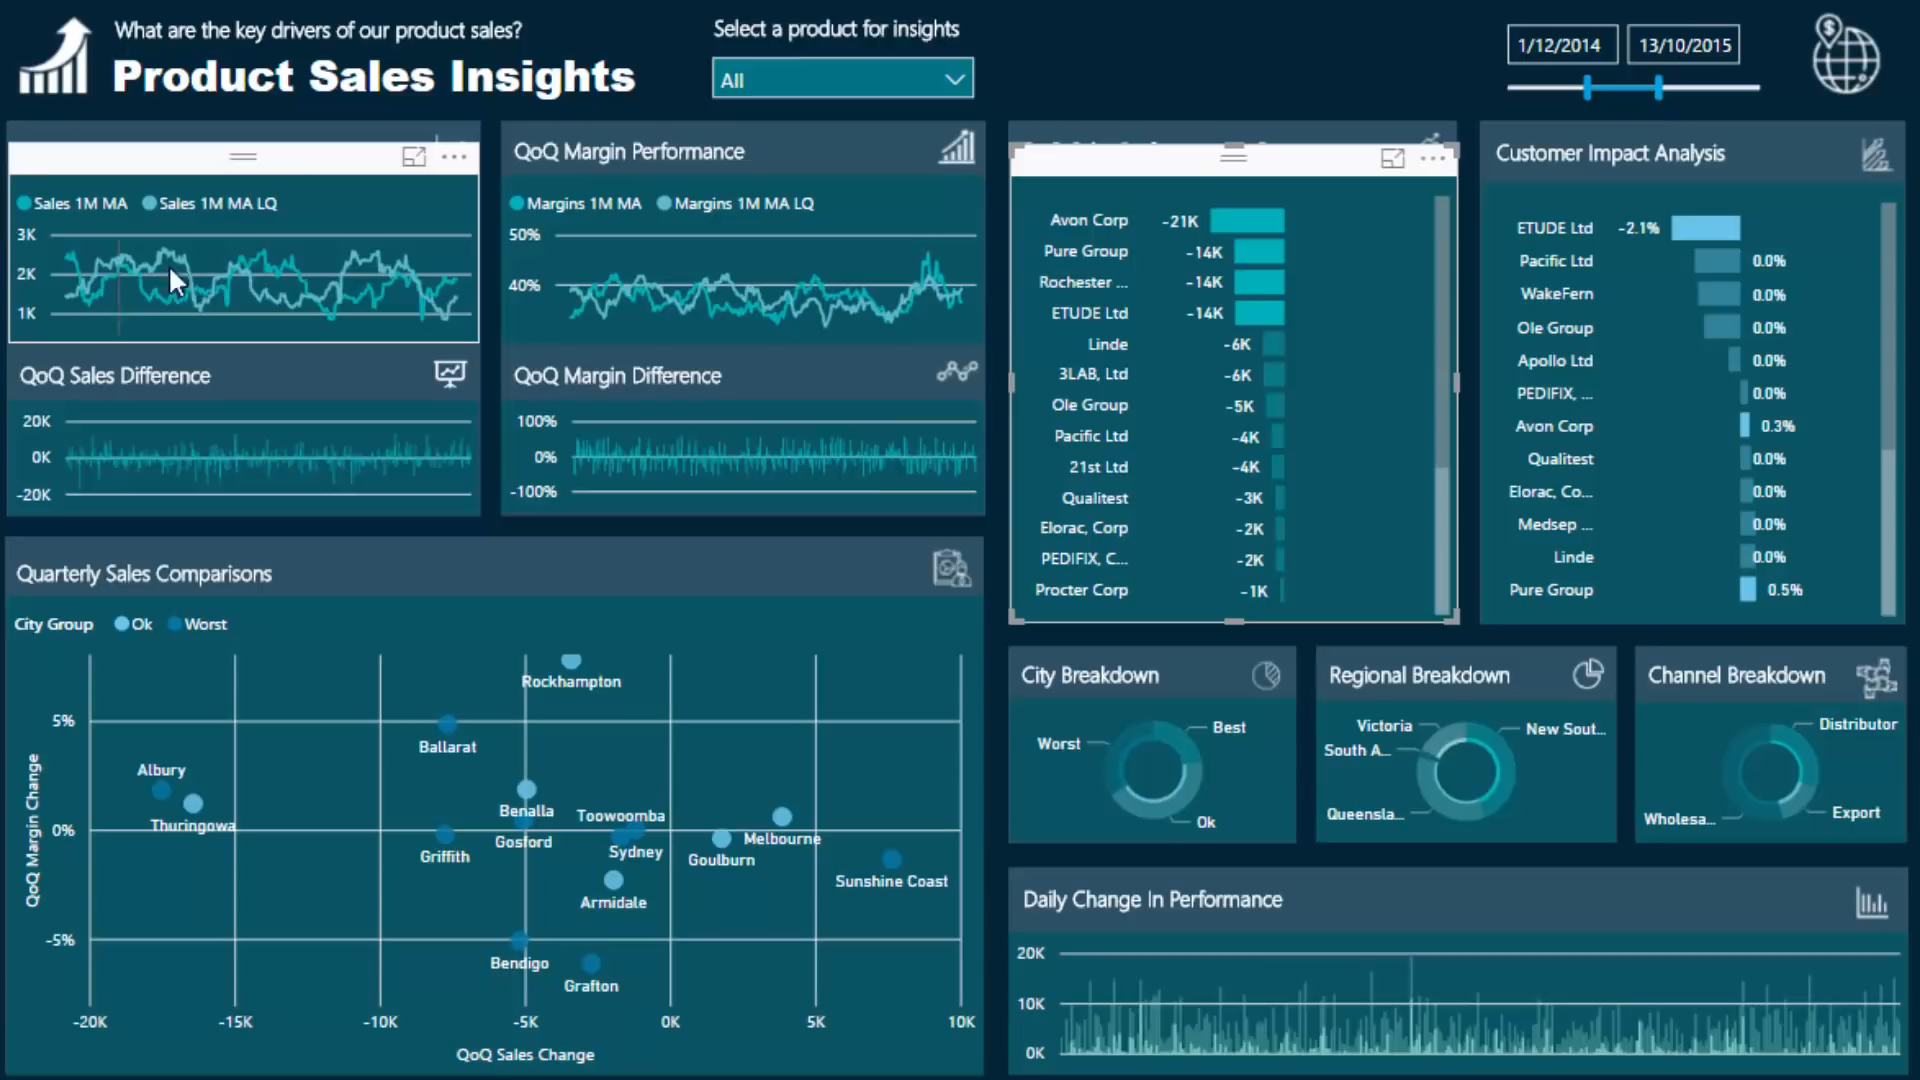 What are the key drivers of our product sales?
Product Sales Insights
Select a product for insights
All
1/12/2014
13/10/2015
Sales 1M MA
Sales 1M MA LQ
3K
2K
1K
QoQ Margin Performance
Margins 1M MA
Margins 1M MA LQ
50%
40%
QoQ Sales Difference
20K
0K
-20K
QoQ Margin Difference
100%
0%
-100%
Avon Corp -21K
Pure Group -14K
Rochester ... -14K
ETUDE Ltd -14K
Linde -6K
3LAB, Ltd -6K
Ole Group -5K
Pacific Ltd -4K
21st Ltd -4K
Qualitest -3K
Elorac, Corp -2K
PEDIFIX, C... -2K
Procter Corp -1K
Customer Impact Analysis
ETUDE Ltd -2.1%
Pacific Ltd 0.0%
WakeFern 0.0%
Ole Group 0.0%
Apollo Ltd 0.0%
PEDIFIX, ... 0.0%
Avon Corp 0.3%
Qualitest 0.0%
Elorac, Co... 0.0%
Medsep ... 0.0%
Linde 0.0%
Pure Group 0.5%
Quarterly Sales Comparisons
City Group Ok Worst
QoQ Margin Change
5%
0%
-5%
Rockhampton
Ballarat
Albury
Thuringowa
Benalla
Gosford
Griffith
Toowoomba
Sydney
Armidale
Goulburn
Melbourne
Sunshine Coast
Bendigo
Grafton
-20K -15K -10K -5K 0K 5K 10K
QoQ Sales Change
City Breakdown
Worst
Best
Ok
Regional Breakdown
Victoria
South A...
Queensla...
New Sout...
Channel Breakdown
Distributor
Wholesa...
Export
Daily Change In Performance
20K
10K
0K